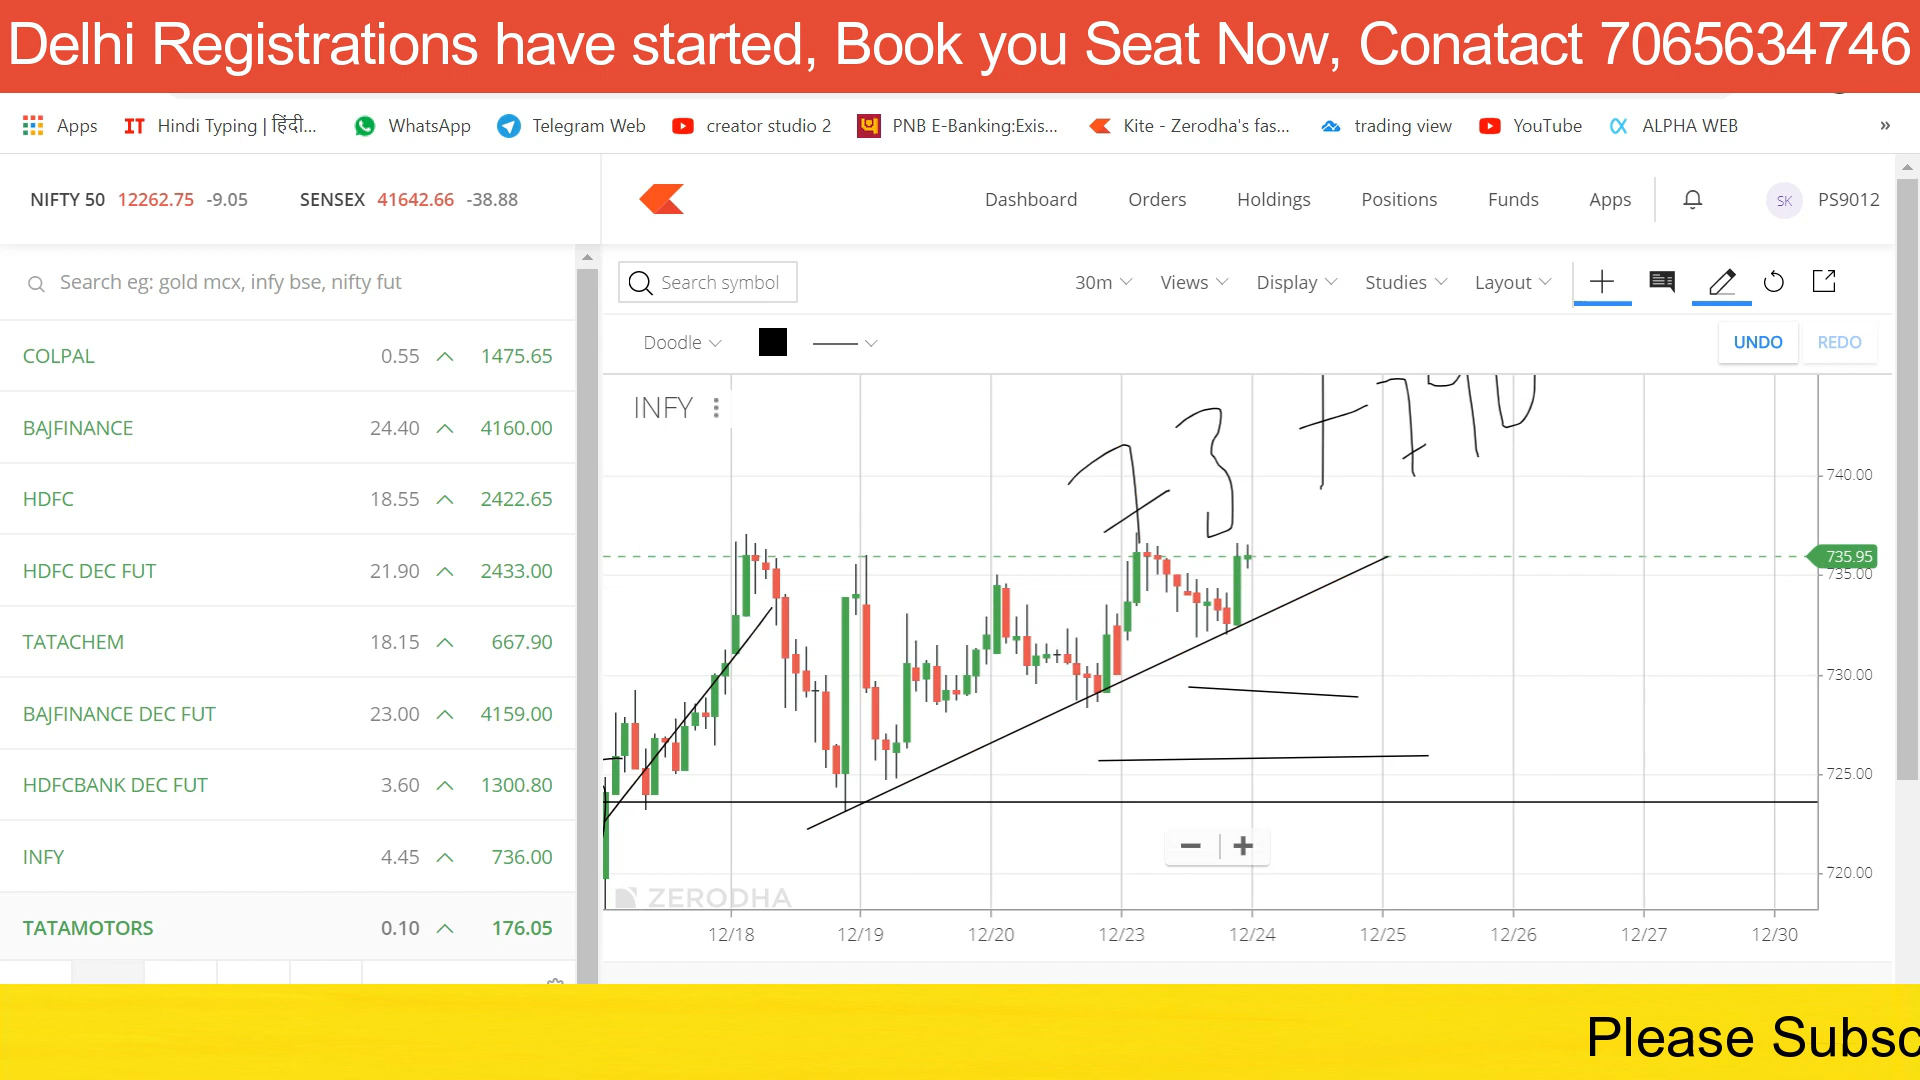 Delhi Registrations have started, Book you Seat Now, Conatact 7065634746
Apps Hindi Typing | हिंदी... WhatsApp Telegram Web creator studio 2 PNB E-Banking:Exis... Kite - Zerodha's fas... trading view YouTube ALPHA WEB »
NIFTY 50 12262.75 -9.05 SENSEX 41642.66 -38.88
Dashboard Orders Holdings Positions Funds Apps SK PS9012
Search eg: gold mcx, infy bse, nifty fut
Search symbol 30m Views Display Studies Layout
Doodle UNDO REDO
COLPAL 0.55 1475.65
BAJFINANCE 24.40 4160.00
HDFC 18.55 2422.65
HDFC DEC FUT 21.90 2433.00
TATACHEM 18.15 667.90
BAJFINANCE DEC FUT 23.00 4159.00
HDFCBANK DEC FUT 3.60 1300.80
INFY 4.45 736.00
TATAMOTORS 0.10 176.05
INFY
740.00
735.95
735.00
730.00
725.00
720.00
ZERODHA
12/18 12/19 12/20 12/23 12/24 12/25 12/26 12/27 12/30
Please Subsc